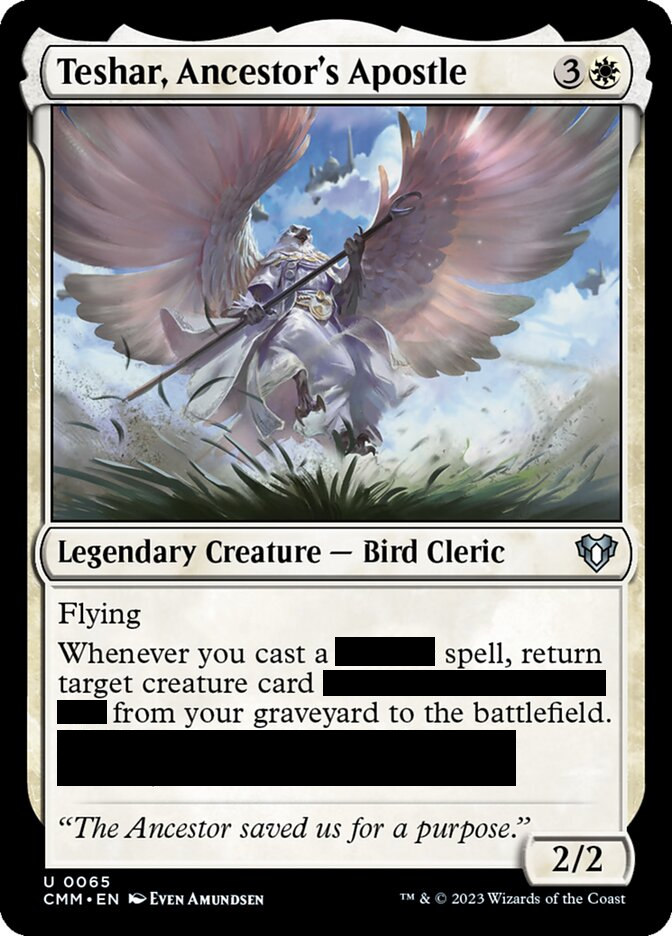 Teshar, Ancestor's Apostle 3
Legendary Creature — Bird Cleric
Flying
Whenever you cast a spell, return
target creature card
from your graveyard to the battlefield.
"The Ancestor saved us for a purpose."
2/2
U 0065
CMM • EN Even Amundsen
™ & © 2023 Wizards of the Coast